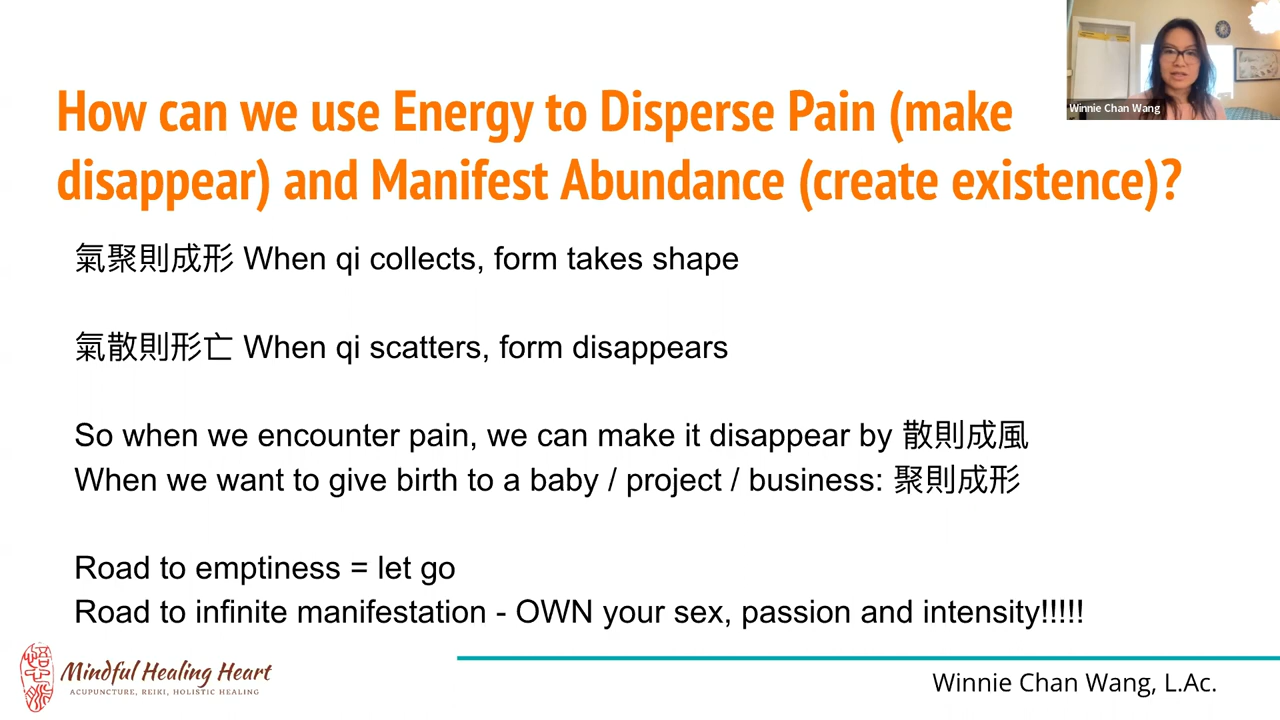 How can we use Energy to Disperse Pain (make
disappear) and Manifest Abundance (create existence)?
Winnie Chan Wang
氣聚則成形 When qi collects, form takes shape
氣散則形亡 When qi scatters, form disappears
So when we encounter pain, we can make it disappear by 散則成風
When we want to give birth to a baby / project / business: 聚則成形
Road to emptiness = let go
Road to infinite manifestation - OWN your sex, passion and intensity!!!!!
Mindful Healing Heart
ACUPUNCTURE, REIKI, HOLISTIC HEALING
Winnie Chan Wang, L.Ac.